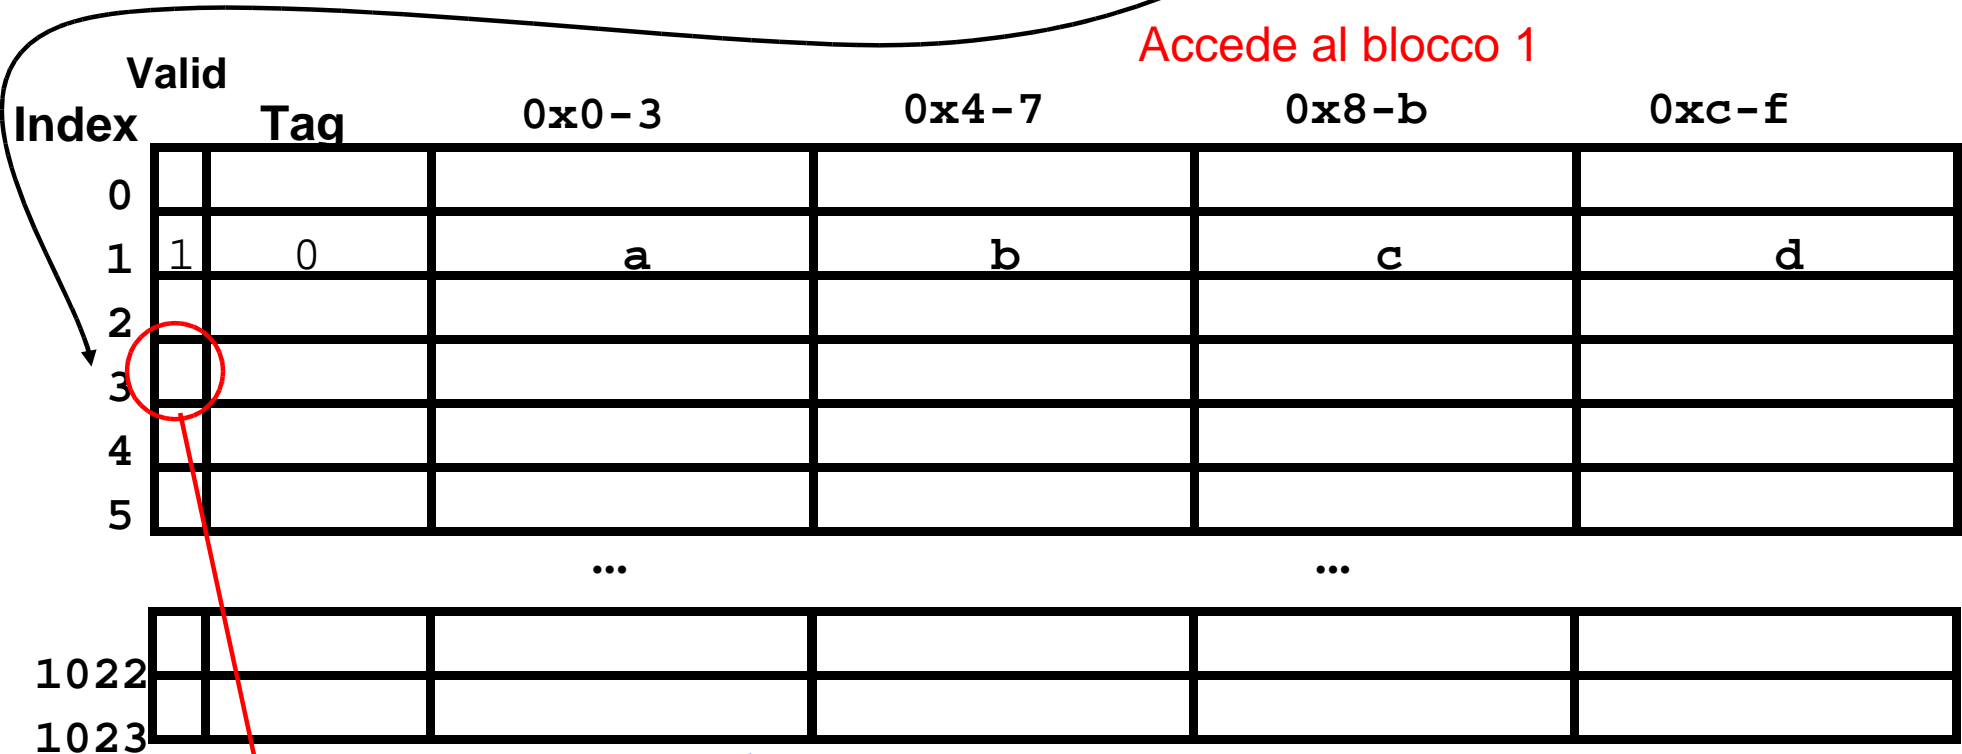 Accede al blocco 1
Valid
Index Tag 0x0-3 0x4-7 0x8-b 0xc-f
0
1 1 0 a b c d
2
3
4
5
... ...
1022
1023